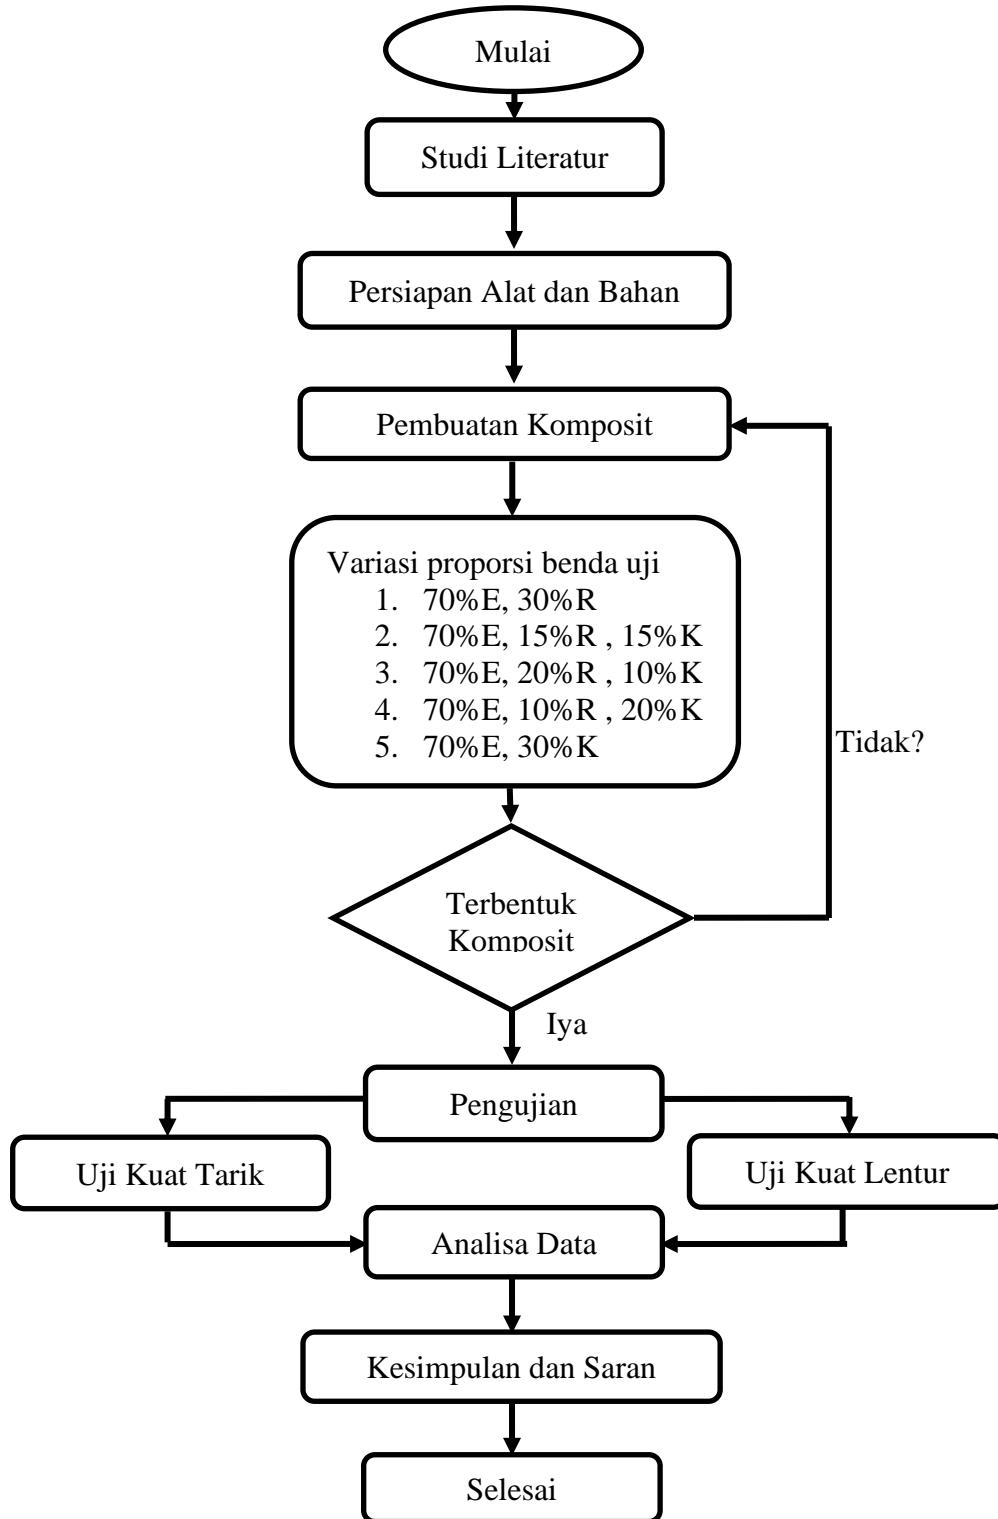 Mulai
Studi Literatur
Persiapan Alat dan Bahan
Pembuatan Komposit
Variasi proporsi benda uji
1. 70%E, 30%R
2. 70%E, 15%R , 15%K
3. 70%E, 20%R , 10%K
4. 70%E, 10%R , 20%K
5. 70%E, 30%K
Tidak?
Terbentuk
Komposit
Iya
Pengujian
Uji Kuat Tarik
Uji Kuat Lentur
Analisa Data
Kesimpulan dan Saran
Selesai